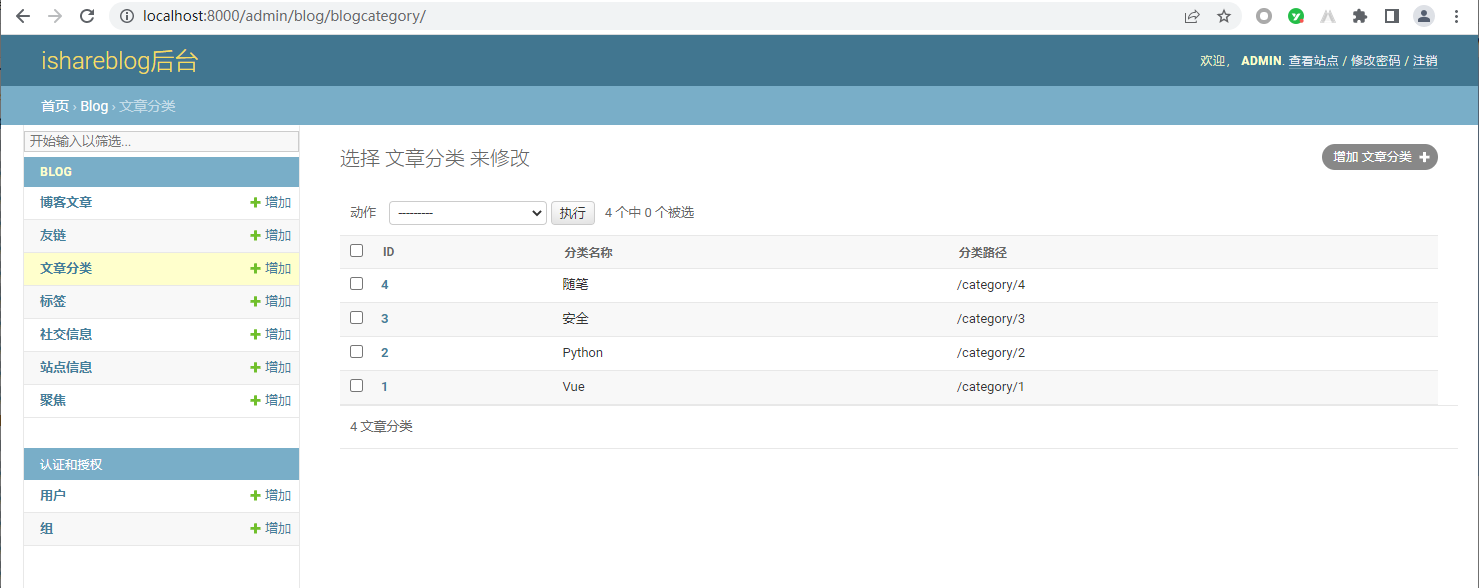 localhost:8000/admin/blog/blogcategory/
ishareblog后台
欢迎， ADMIN. 查看站点 / 修改密码 / 注销
首页 › Blog › 文章分类
开始输入以筛选...
BLOG
博客文章 增加
友链 增加
文章分类 增加
标签 增加
社交信息 增加
站点信息 增加
聚焦 增加
认证和授权
用户 增加
组 增加
选择 文章分类 来修改
增加 文章分类
动作 --------- 执行 4 个中 0 个被选
ID 分类名称 分类路径
4 随笔 /category/4
3 安全 /category/3
2 Python /category/2
1 Vue /category/1
4 文章分类